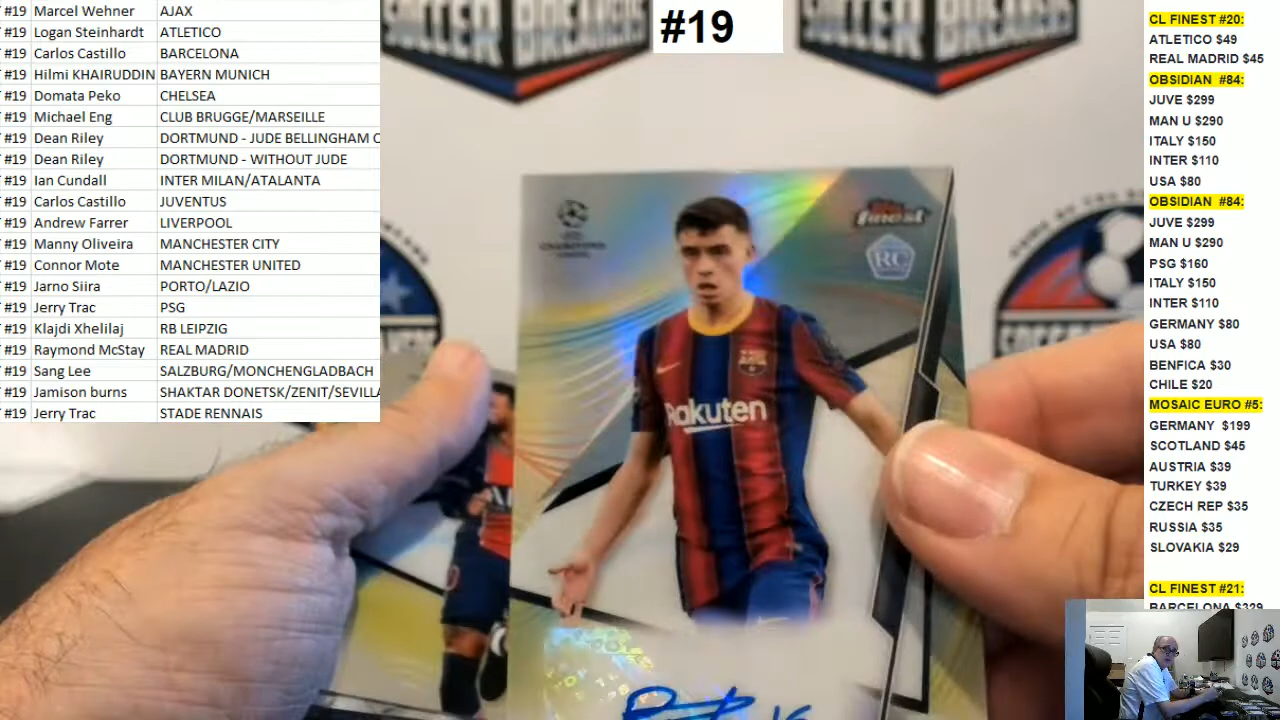 #19 Marcel Wehner AJAX
#19 Logan Steinhardt ATLETICO
#19 Carlos Castillo BARCELONA
#19 Hilmi KHAIRUDDIN BAYERN MUNICH
#19 Domata Peko CHELSEA
#19 Michael Eng CLUB BRUGGE/MARSEILLE
#19 Dean Riley DORTMUND - JUDE BELLINGHAM
#19 Dean Riley DORTMUND - WITHOUT JUDE
#19 Ian Cundall INTER MILAN/ATALANTA
#19 Carlos Castillo JUVENTUS
#19 Andrew Farrer LIVERPOOL
#19 Manny Oliveira MANCHESTER CITY
#19 Connor Mote MANCHESTER UNITED
#19 Jarno Siira PORTO/LAZIO
#19 Jerry Trac PSG
#19 Klajdi Xhelilaj RB LEIPZIG
#19 Raymond McStay REAL MADRID
#19 Sang Lee SALZBURG/MONCHENGLADBACH
#19 Jamison burns SHAKTAR DONETSK/ZENIT/SEVILLA
#19 Jerry Trac STADE RENNAIS
SOCCER BREAKERS
#19
SOCCER BREAKERS
CHAMPIONS
finest
RC
Rakuten
CL FINEST #20:
ATLETICO $49
REAL MADRID $45
OBSIDIAN #84:
JUVE $299
MAN U $290
ITALY $150
INTER $110
USA $80
OBSIDIAN #84:
JUVE $299
MAN U $290
PSG $160
ITALY $150
INTER $110
GERMANY $80
USA $80
BENFICA $30
CHILE $20
MOSAIC EURO #5:
GERMANY $199
SCOTLAND $45
AUSTRIA $39
TURKEY $39
CZECH REP $35
RUSSIA $35
SLOVAKIA $29
CL FINEST #21:
BARCELONA $329